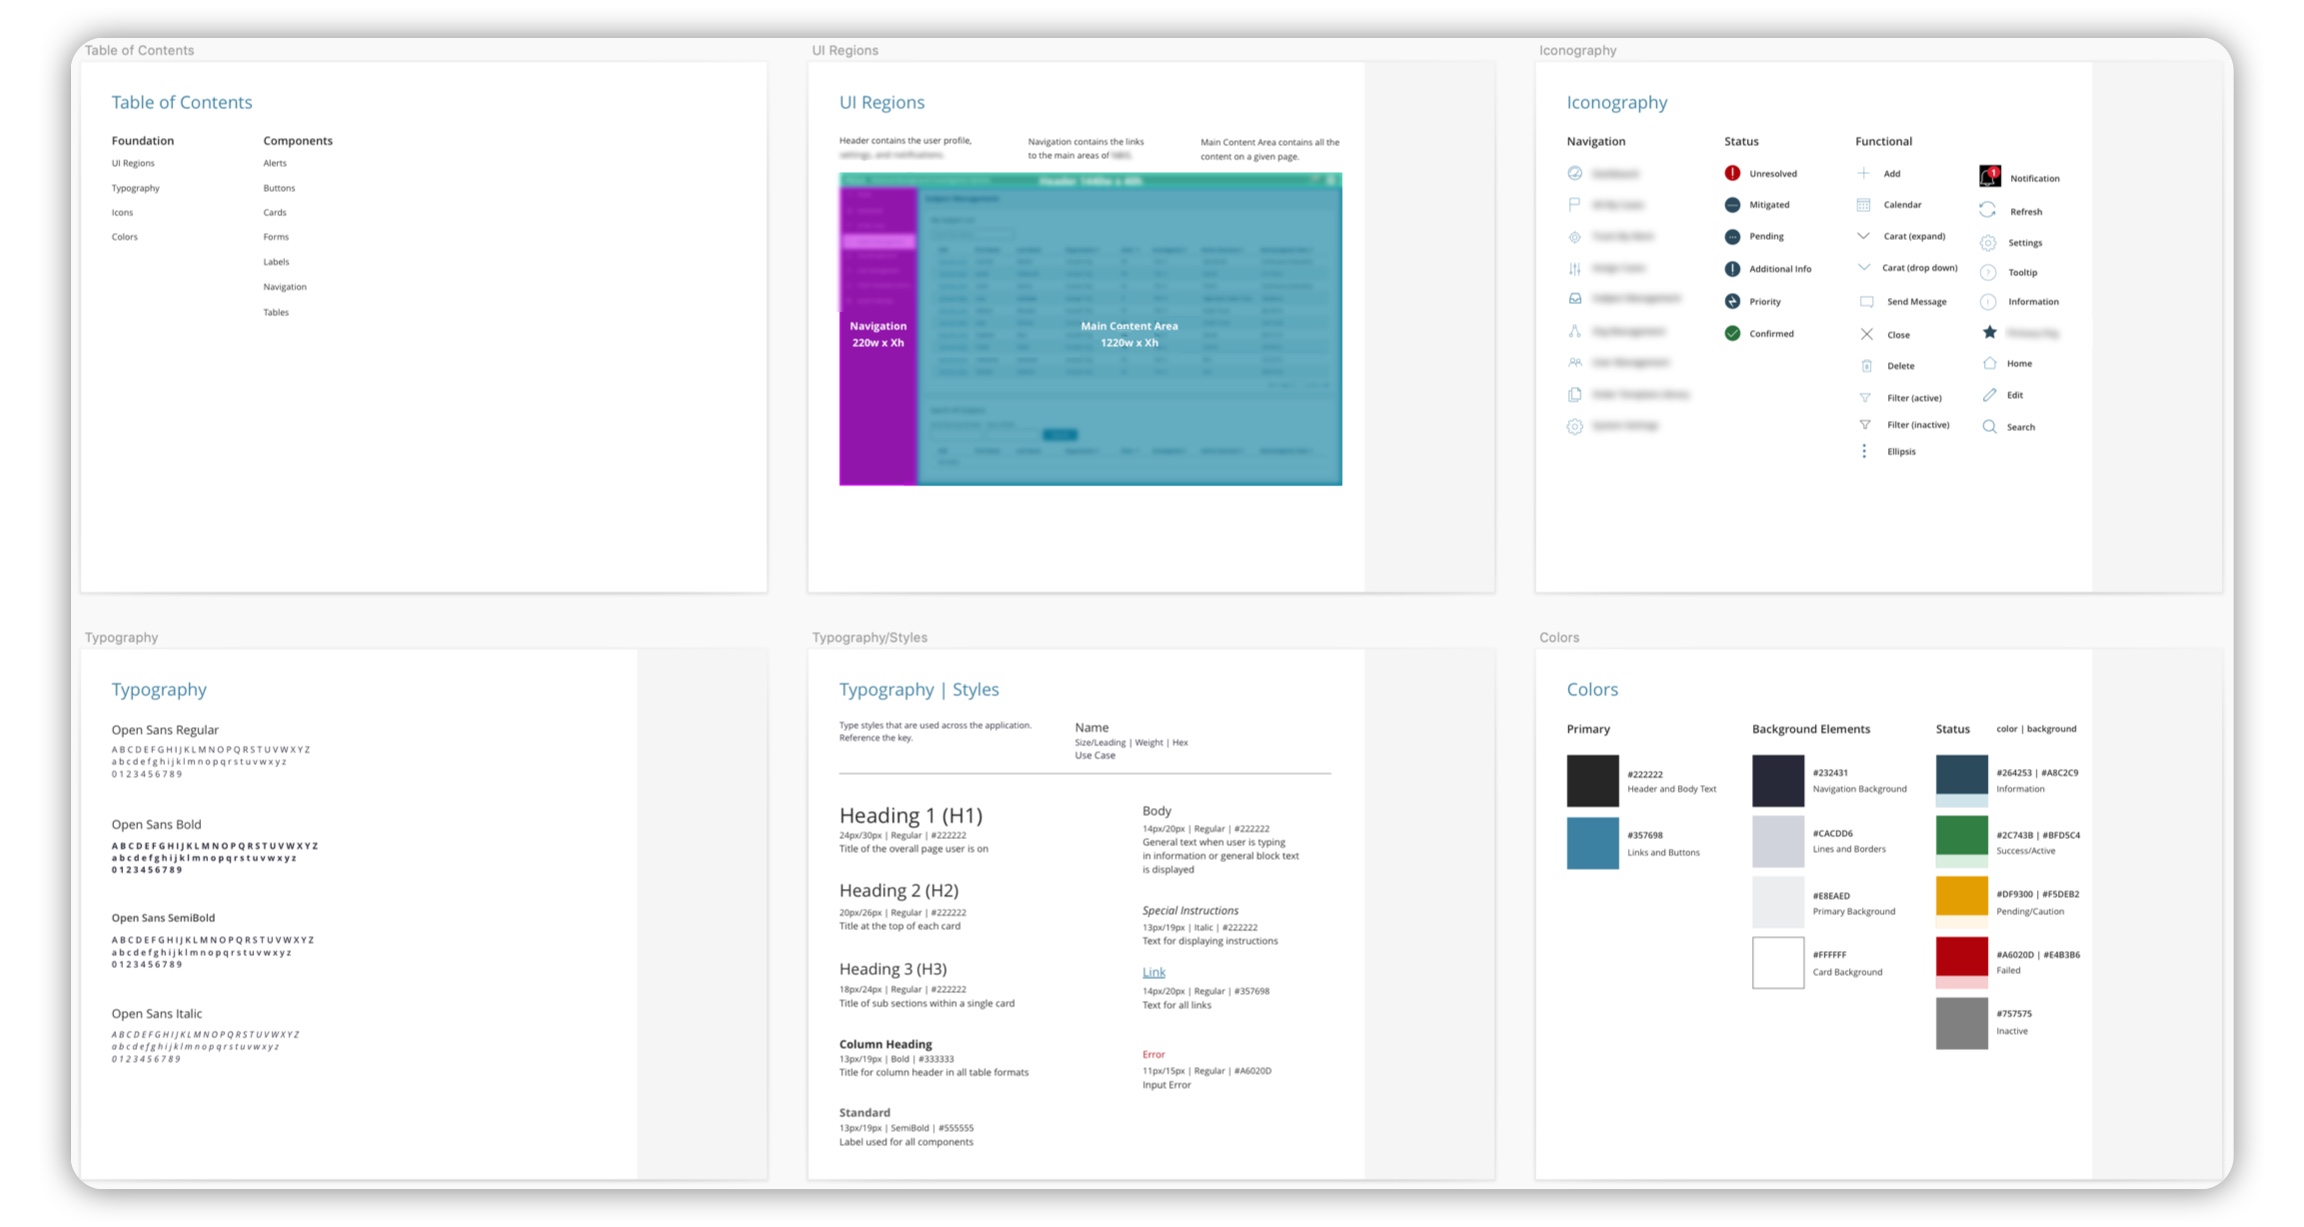 Table of Contents
Table of Contents
Foundation
UI Regions
Typography
Icons
Colors
Components
Alerts
Buttons
Cards
Forms
Labels
Navigation
Tables
UI Regions
UI Regions
Header contains the user profile,
settings, and notifications.
Navigation contains the links
to the main areas of
Main Content Area contains all the
content on a given page.
Navigation
220w x Xh
Main Content Area
1220w x Xh
Iconography
Iconography
Navigation
Status
Unresolved
Mitigated
Pending
Additional Info
Priority
Confirmed
Functional
Add
Calendar
Carat (expand)
Carat (drop down)
Send Message
Close
Delete
Filter (active)
Filter (inactive)
Ellipsis
1
Notification
Refresh
Settings
Tooltip
Information
Home
Edit
Search
Typography
Typography
Open Sans Regular
A B C D E F G H I J K L M N O P Q R S T U V W X Y Z
a b c d e f g h i j k l m n o p q r s t u v w x y z
0 1 2 3 4 5 6 7 8 9
Open Sans Bold
A B C D E F G H I J K L M N O P Q R S T U V W X Y Z
a b c d e f g h i j k l m n o p q r s t u v w x y z
0 1 2 3 4 5 6 7 8 9
Open Sans SemiBold
A B C D E F G H I J K L M N O P Q R S T U V W X Y Z
a b c d e f g h i j k l m n o p q r s t u v w x y z
0 1 2 3 4 5 6 7 8 9
Open Sans Italic
A B C D E F G H I J K L M N O P Q R S T U V W X Y Z
a b c d e f g h i j k l m n o p q r s t u v w x y z
0 1 2 3 4 5 6 7 8 9
Typography/Styles
Typography | Styles
Type styles that are used across the application.
Reference the key.
Name
Size/Leading | Weight | Hex
Use Case
Heading 1 (H1)
24px/30px | Regular | #222222
Title of the overall page user is on
Heading 2 (H2)
20px/26px | Regular | #222222
Title at the top of each card
Heading 3 (H3)
18px/24px | Regular | #222222
Title of sub sections within a single card
Column Heading
13px/19px | Bold | #333333
Title for column header in all table formats
Standard
13px/19px | SemiBold | #555555
Label used for all components
Body
14px/20px | Regular | #222222
General text when user is typing
in information or general block text
is displayed
Special Instructions
13px/19px | Italic | #222222
Text for displaying instructions
Link
14px/20px | Regular | #357698
Text for all links
Error
11px/15px | Regular | #A6020D
Input Error
Colors
Colors
Primary
#222222
Header and Body Text
#357698
Links and Buttons
Background Elements
#232431
Navigation Background
#CACDD6
Lines and Borders
#E8EAED
Primary Background
#FFFFFF
Card Background
Status
color | background
#264253 | #A8C2C9
Information
#2C743B | #BFD5C4
Success/Active
#DF9300 | #F5DEB2
Pending/Caution
#A6020D | #E4B3B6
Failed
#757575
Inactive